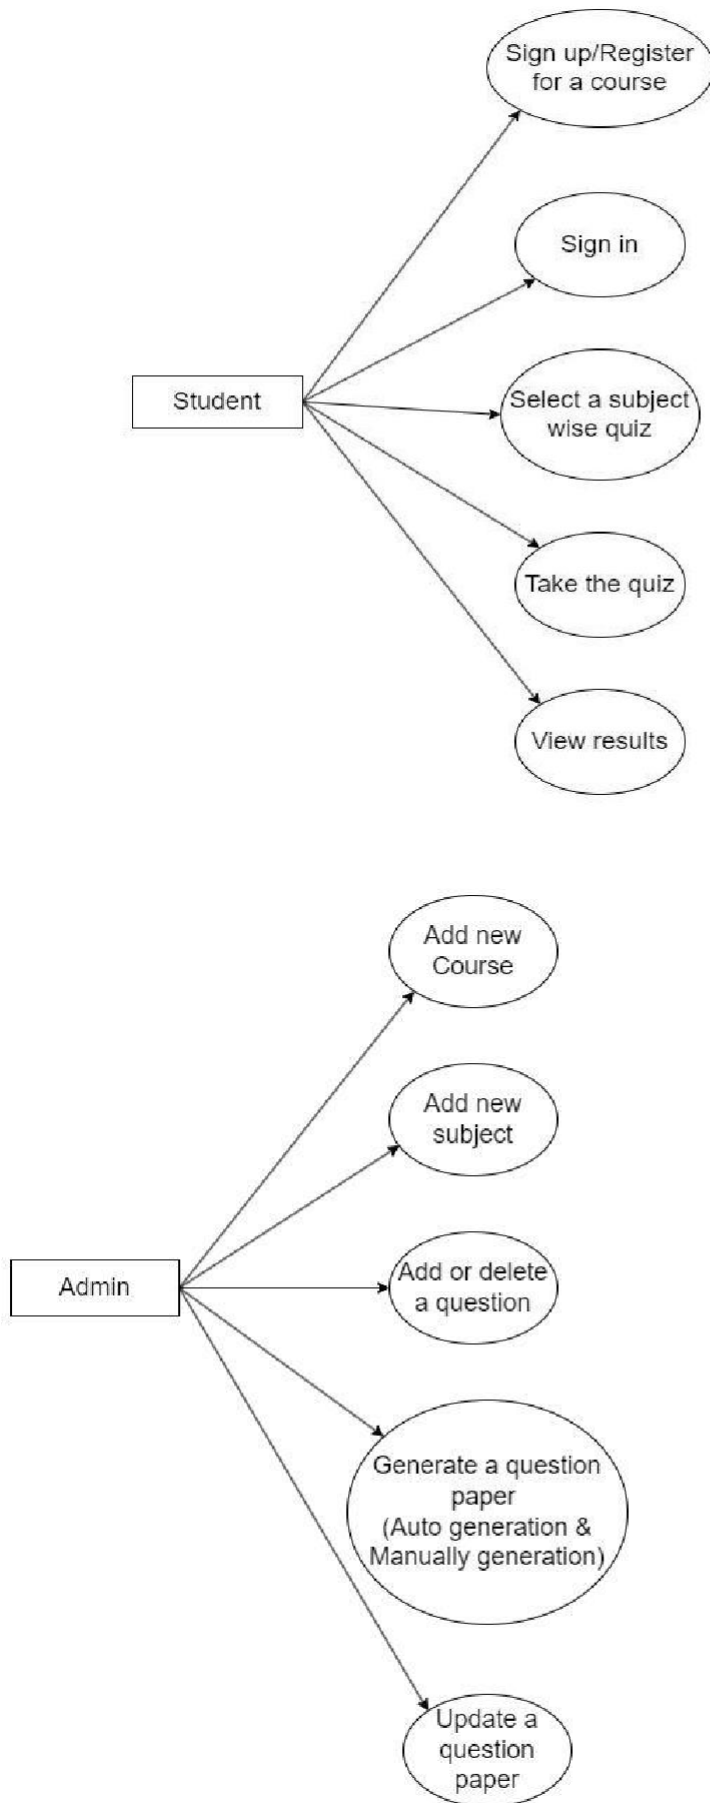 Sign up/Register
for a course
Sign in
Student
Select a subject
wise quiz
Take the quiz
View results
Add new
Course
Add new
subject
Admin
Add or delete
a question
Generate a question
paper
(Auto generation &
Manually generation)
Update a
question
paper